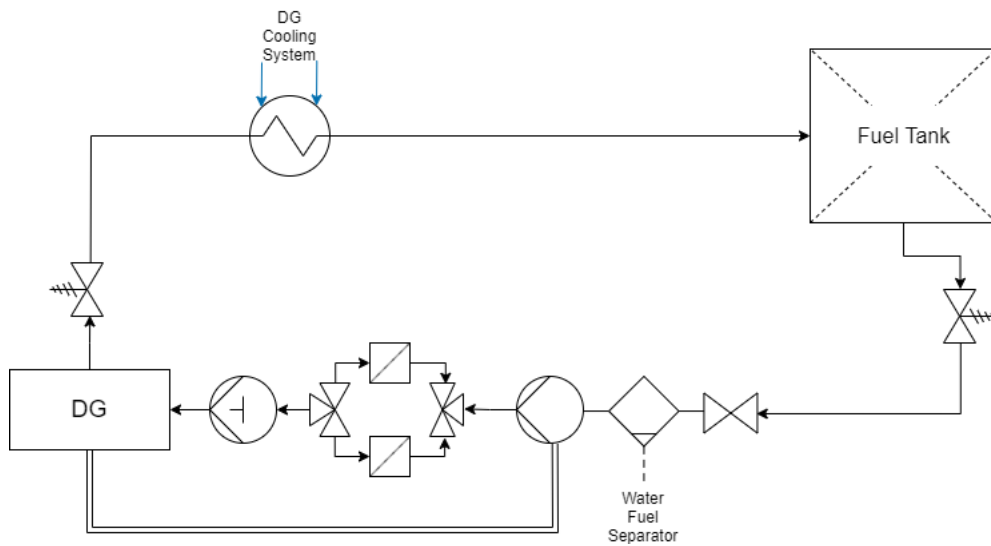 DG
Cooling
System
Fuel Tank
DG
Water
Fuel
Separator